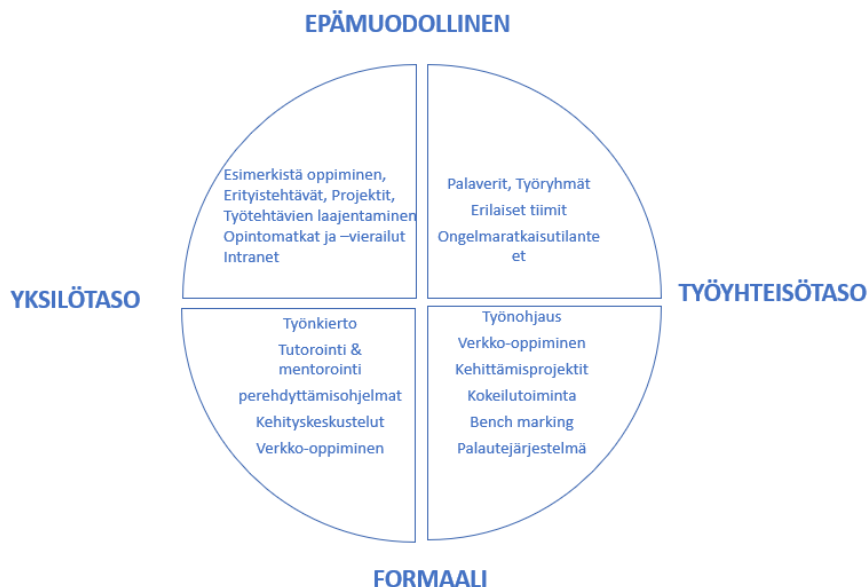 EPÄMUODOLLINEN
Esimerkistä oppiminen,
Erityistehtävät, Projektit,
Työtehtävien laajentaminen
Opintomatkat ja –vierailut
Intranet
Palaverit, Työryhmät
Erilaiset tiimit
Ongelmaratkaisutilante
et
YKSILÖTASO
TYÖYHTEISÖTASO
Työnkierto
Tutorointi &
mentorointi
perehdyttämisohjelmat
Kehityskeskustelut
Verkko-oppiminen
Työnohjaus
Verkko-oppiminen
Kehittämisprojektit
Kokeilutoiminta
Bench marking
Palautejärjestelmä
FORMAALI